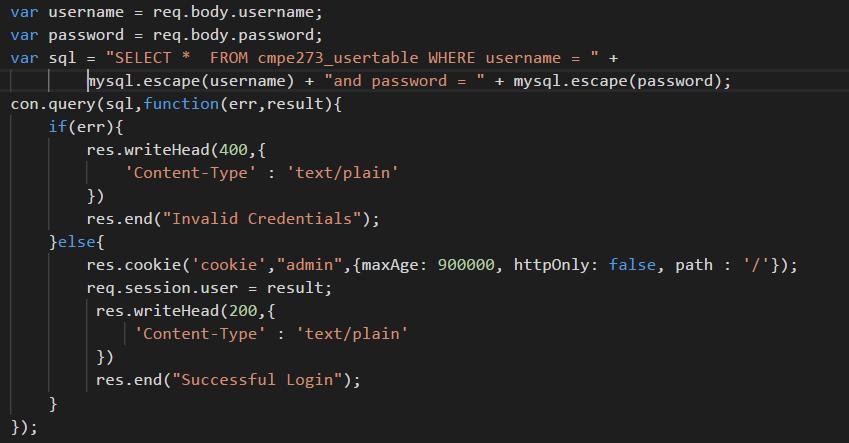 var username = req.body.username;
var password = req.body.password;
var sql = "SELECT *  FROM cmpe273_usertable WHERE username = " +
        mysql.escape(username) + "and password = " + mysql.escape(password);
con.query(sql,function(err,result){
    if(err){
        res.writeHead(400,{
            'Content-Type' : 'text/plain'
        })
        res.end("Invalid Credentials");
    }else{
        res.cookie('cookie',"admin",{maxAge: 900000, httpOnly: false, path : '/'});
        req.session.user = result;
         res.writeHead(200,{
             'Content-Type' : 'text/plain'
         })
         res.end("Successful Login");
    }
});